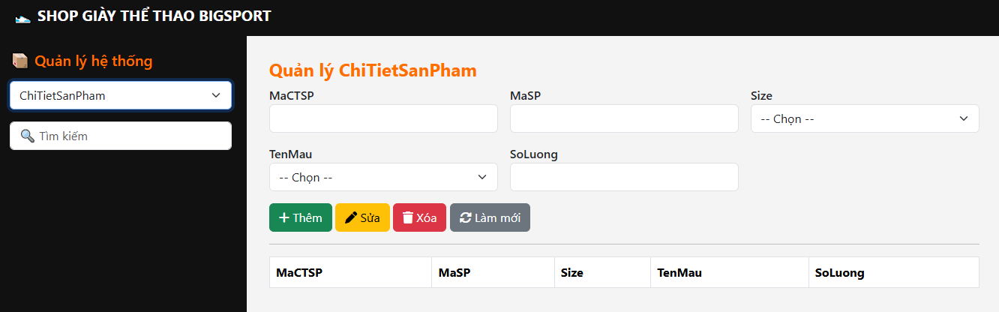 SHOP GIÀY THỂ THAO BIGSPORT
Quản lý hệ thống
ChiTietSanPham
Tìm kiếm
Quản lý ChiTietSanPham
MaCTSP MaSP Size
-- Chọn --
TenMau SoLuong
-- Chọn --
Thêm Sửa Xóa Làm mới
MaCTSP MaSP Size TenMau SoLuong